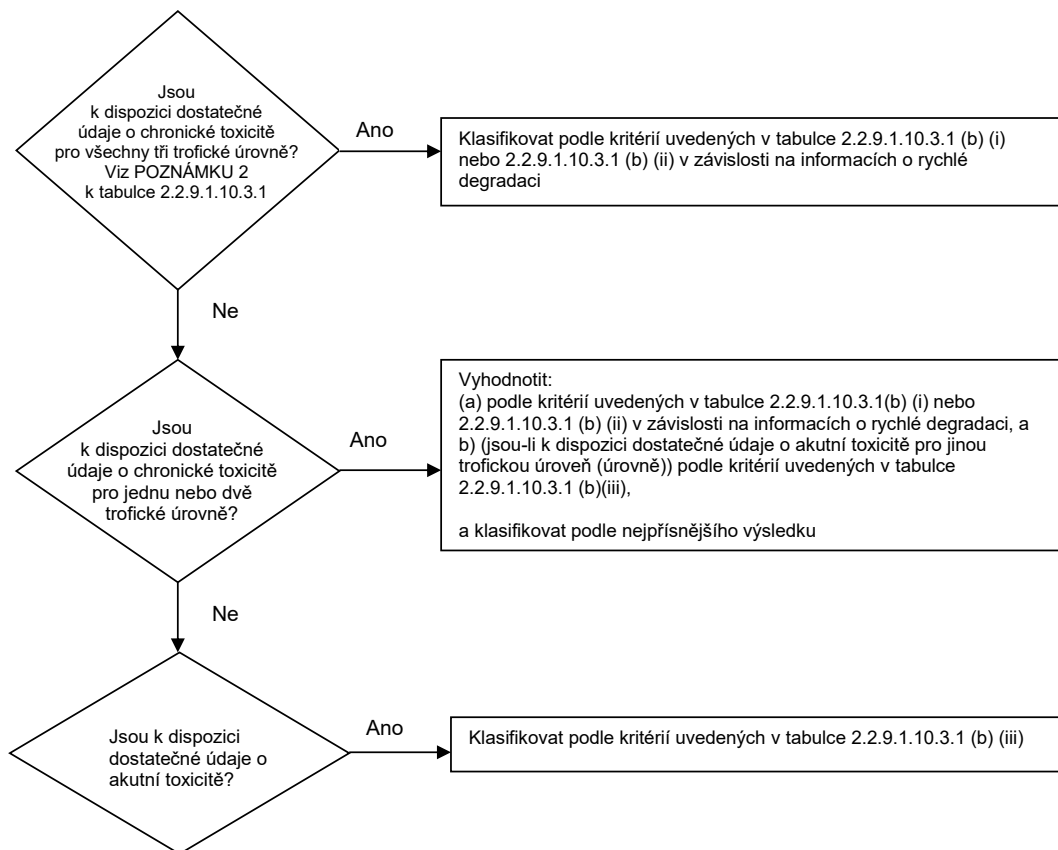 Jsou
k dispozici dostatečné
údaje o chronické toxicitě
pro všechny tři trofické úrovně?
Viz POZNÁMKU 2
k tabulce 2.2.9.1.10.3.1
Ano
Klasifikovat podle kritérií uvedených v tabulce 2.2.9.1.10.3.1 (b) (i)
nebo 2.2.9.1.10.3.1 (b) (ii) v závislosti na informacích o rychlé
degradaci
Ne
Jsou
k dispozici dostatečné
údaje o chronické toxicitě
pro jednu nebo dvě
trofické úrovně?
Ano
Vyhodnotit:
(a) podle kritérií uvedených v tabulce 2.2.9.1.10.3.1(b) (i) nebo
2.2.9.1.10.3.1 (b) (ii) v závislosti na informacích o rychlé degradaci, a
b) (jsou-li k dispozici dostatečné údaje o akutní toxicitě pro jinou
trofickou úroveň (úrovně)) podle kritérií uvedených v tabulce
2.2.9.1.10.3.1 (b)(iii),
a klasifikovat podle nejpřísnějšího výsledku
Ne
Jsou k dispozici
dostatečné údaje o
akutní toxicitě?
Ano
Klasifikovat podle kritérií uvedených v tabulce 2.2.9.1.10.3.1 (b) (iii)